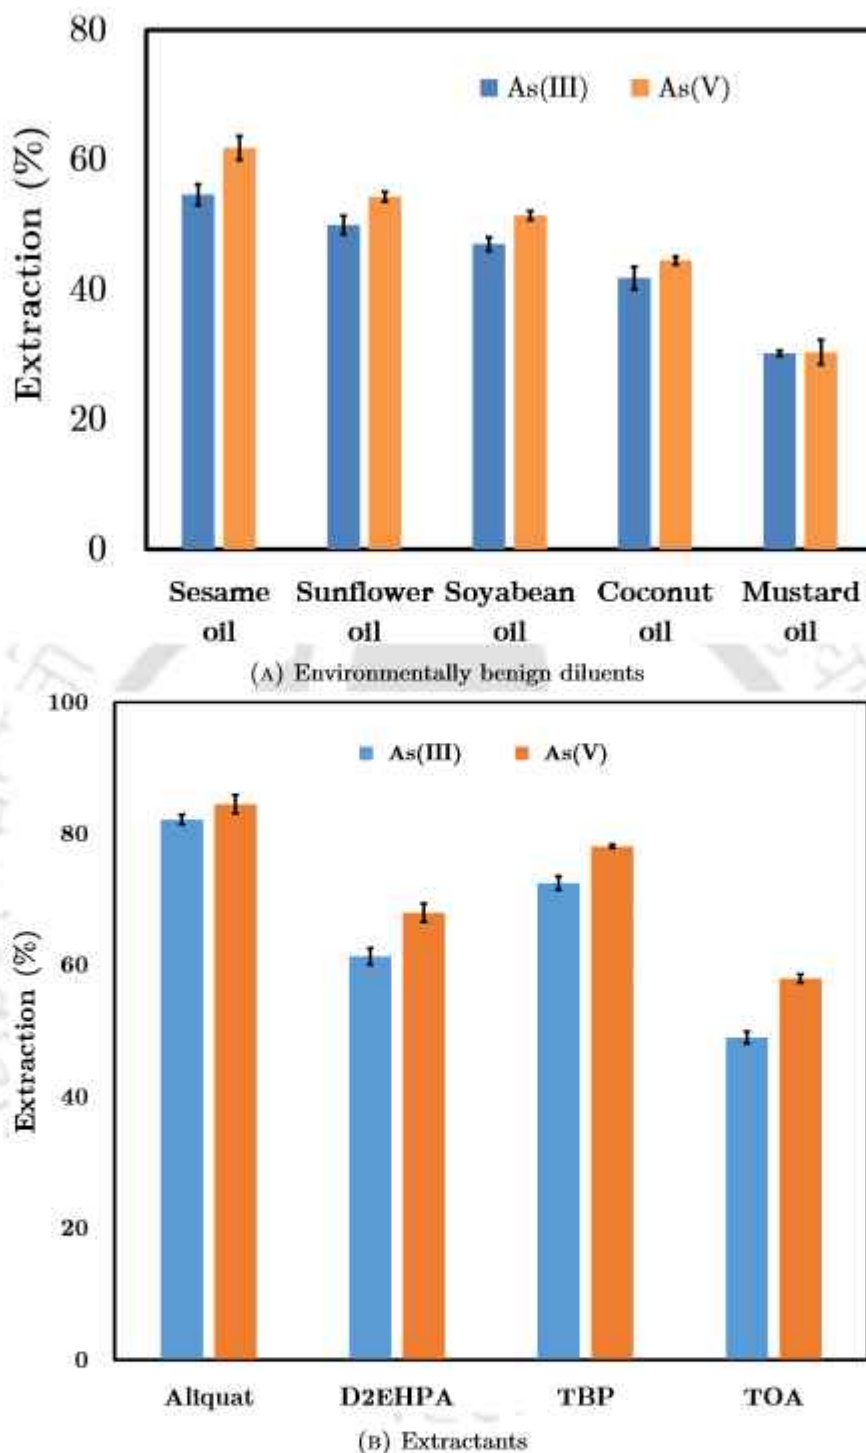 80
As(III) As(V)
60
Extraction (%)
40
20
0
Sesame Sunflower Soyabean Coconut Mustard
oil oil oil oil oil
(A) Environmentally benign diluents
100
As(III) As(V)
80
Extraction (%)
60
40
20
0
Aliquat D2EHPA TBP TOA
(B) Extractants